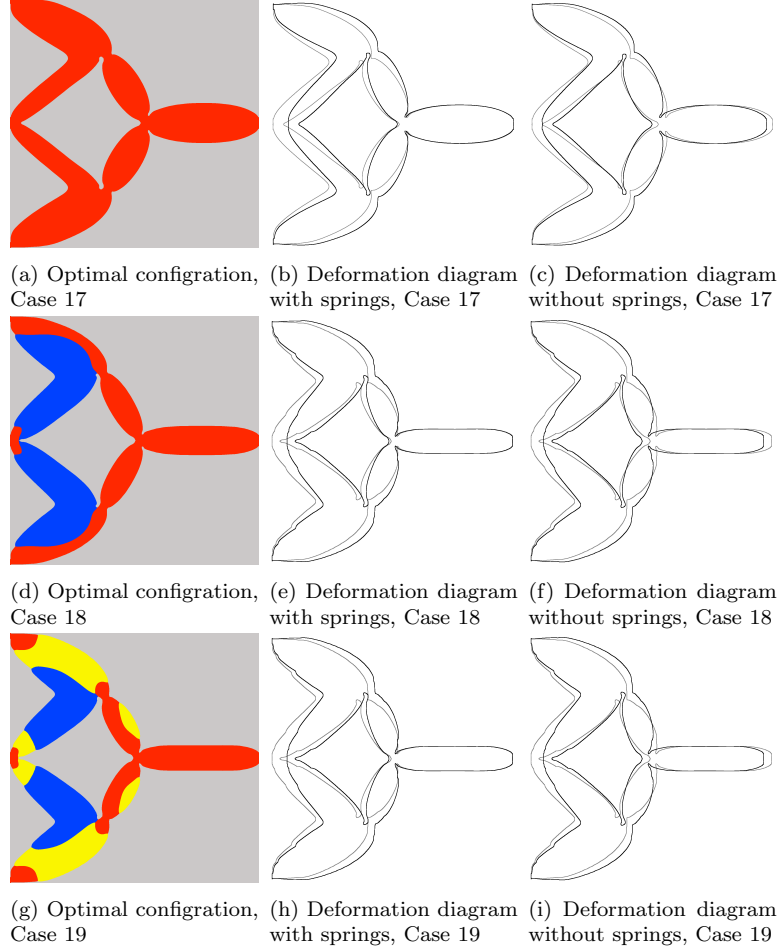 (a) Optimal configration, Case 17
(b) Deformation diagram with springs, Case 17
(c) Deformation diagram without springs, Case 17
(d) Optimal configration, Case 18
(e) Deformation diagram with springs, Case 18
(f) Deformation diagram without springs, Case 18
(g) Optimal configration, Case 19
(h) Deformation diagram with springs, Case 19
(i) Deformation diagram without springs, Case 19